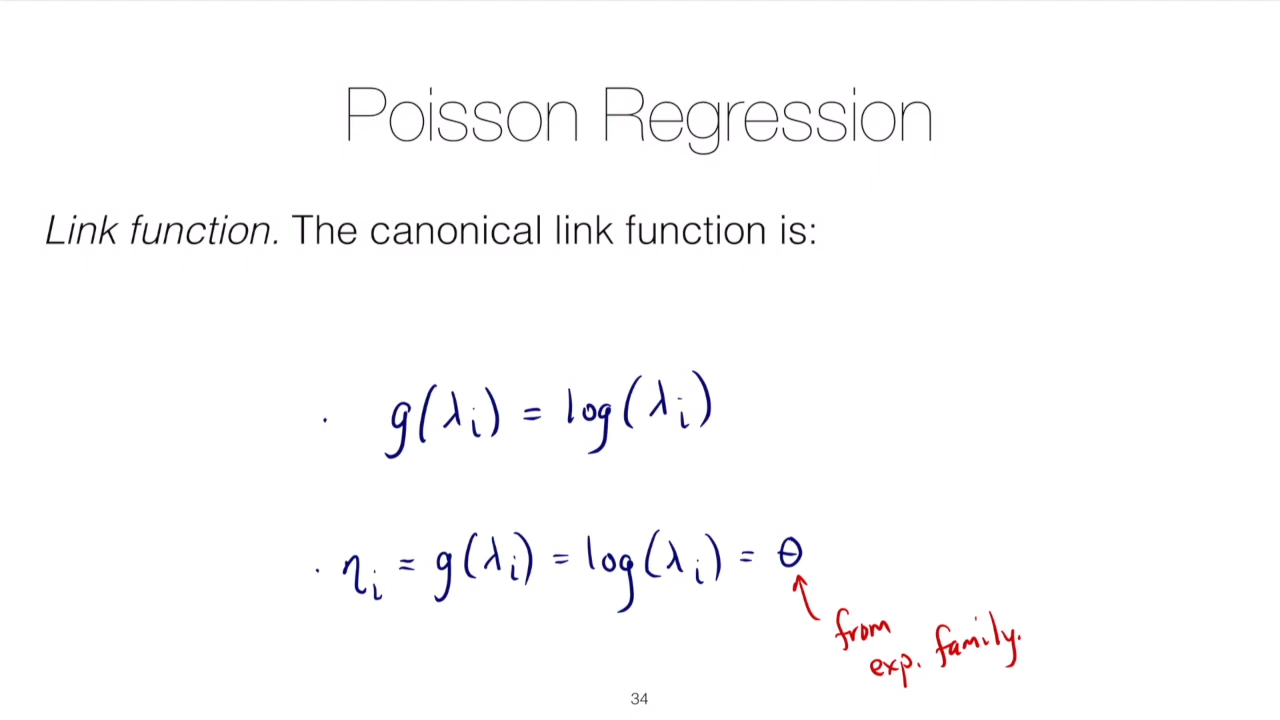 Poisson Regression
Link function. The canonical link function is:
· g(λi) = log(λi)
· ηi = g(λi) = log(λi) = θ
from
exp. family.
34